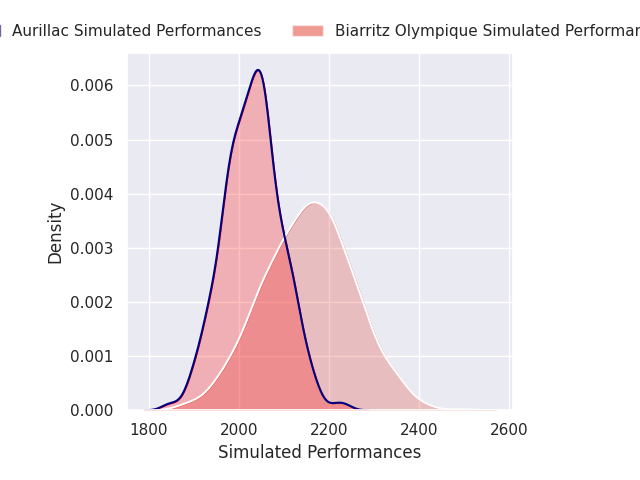 Aurillac Simulated Performances
Biarritz Olympique Simulated
0.006
0.005
0.004
0.003
0.002
0.001
0.000
Density
1800 2000 2200 2400 2600
Simulated Performances